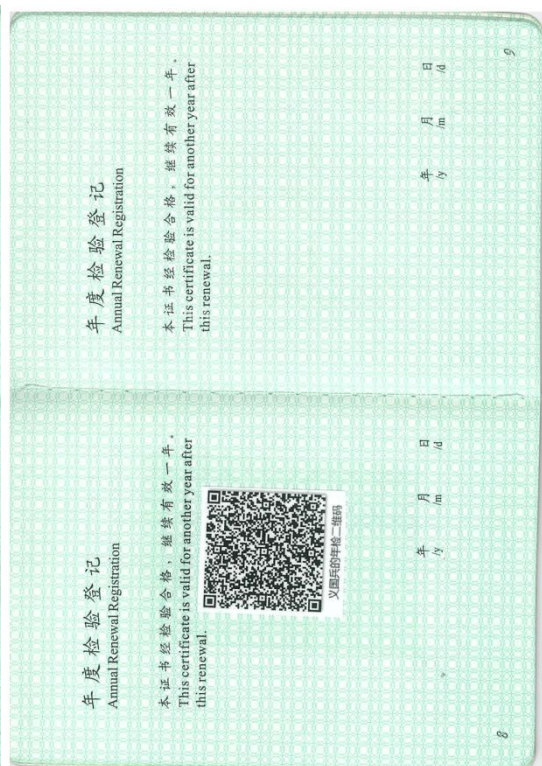 年度检验登记
Annual Renewal Registration
本证书经检验合格，继续有效一年。
This certificate is valid for another year after
this renewal.
义国兵的年检二维码
年 月 日
/y /m /d
8
年度检验登记
Annual Renewal Registration
本证书经检验合格，继续有效一年。
This certificate is valid for another year after
this renewal.
年 月 日
/y /m /d
9